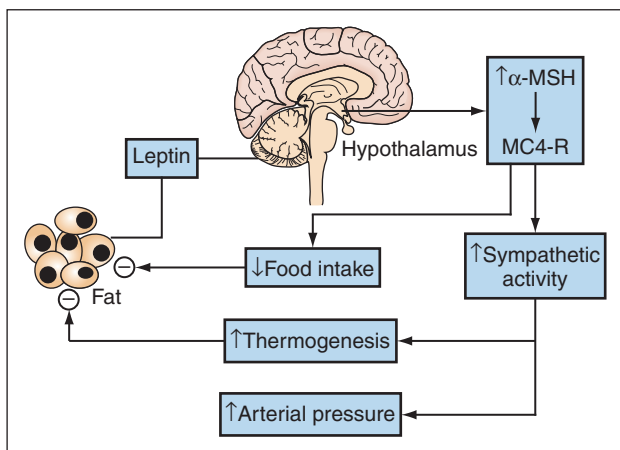 ↑α-MSH
MC4-R
Hypothalamus
Leptin
↓Food intake
↑Sympathetic
activity
−
Fat
−
↑Thermogenesis
↑Arterial pressure